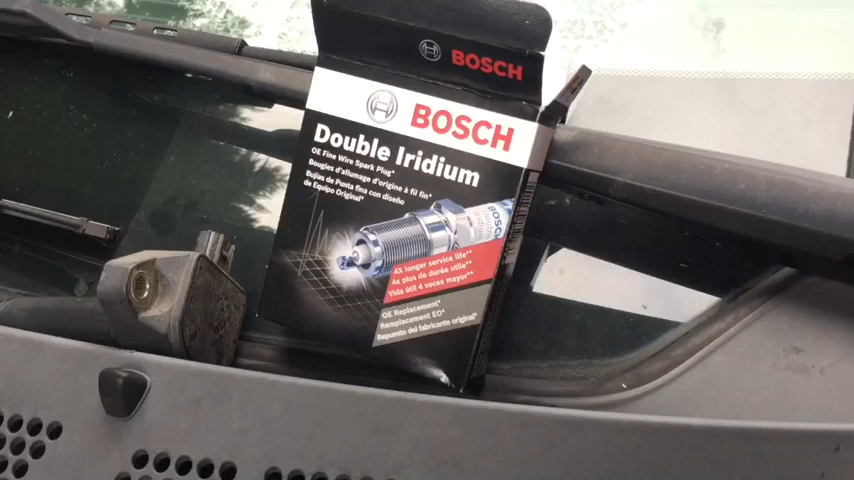 BOSCH
BOSCH
Double Iridium
OE Fine Wire Spark Plug*
Bougies d'allumage d'origine à fil fin*
Bujías de Punta fina con diseño
de Equipo Original*
BOSCH
4X longer service life**
4x plus de durée utile**
Vida útil 4 veces mayor**
OE Replacement*
Remplacement EO*
Repuesto del fabricante original*